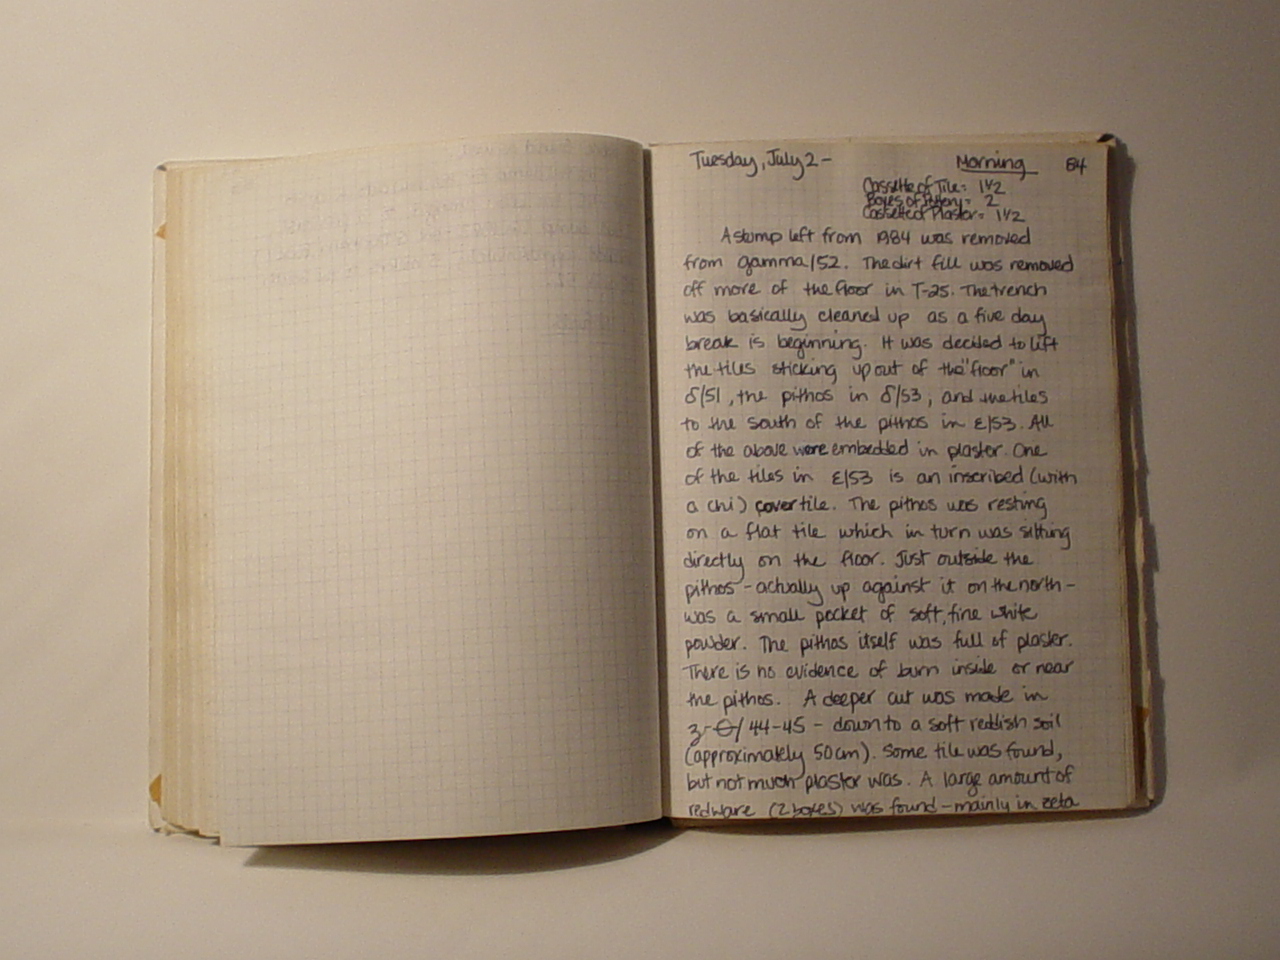 Tuesday, July 2 - Morning 84
Cassette of Tile = 1 1/2
Boxes of Pottery = 2
Cassette of Plaster = 1 1/2
A stump left from 1984 was removed
from gamma/52. The dirt fill was removed
off more of the floor in T-25. The trench
was basically cleaned up as a five day
break is beginning. It was decided to lift
the tiles sticking up out of the "floor" in
δ/51, the pithos in δ/53, and the tiles
to the south of the pithos in ε/53. All
of the above were embedded in plaster. One
of the tiles in ε/53 is an inscribed (with
a chi) cover tile. The pithos was resting
on a flat tile which in turn was sitting
directly on the floor. Just outside the
pithos - actually up against it on the north -
was a small pocket of soft, fine white
powder. The pithos itself was full of plaster.
There is no evidence of burn inside or near
the pithos. A deeper cut was made in
z-Θ/44-45 - down to a soft reddish soil
(approximately 50cm). Some tile was found,
but not much plaster was. A large amount of
redware (2 boxes) was found - mainly in zeta